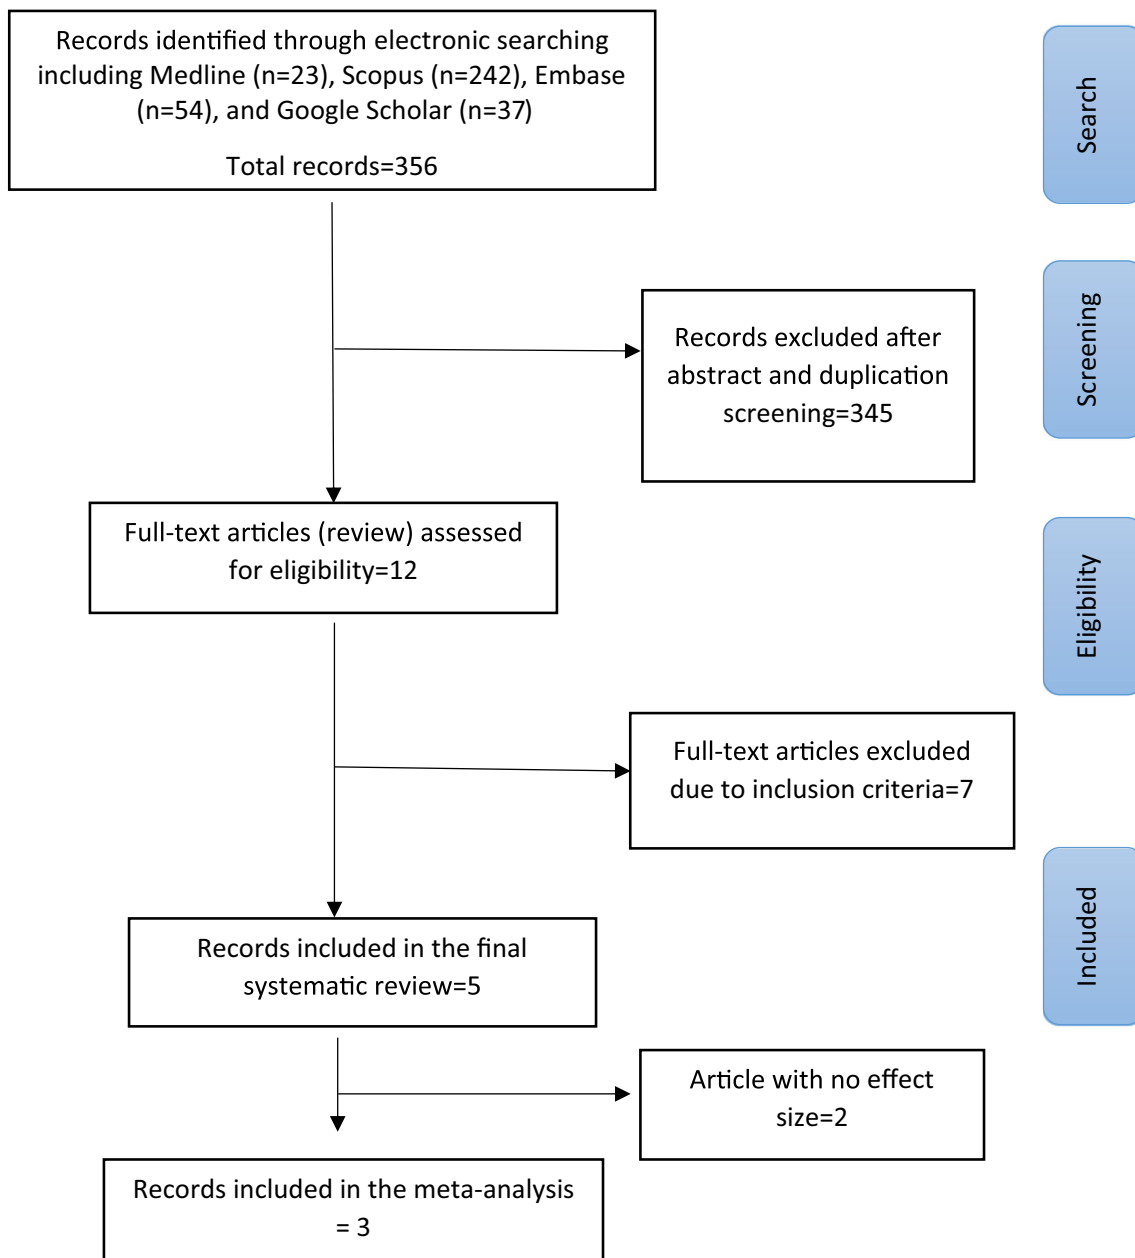 Records identified through electronic searching
including Medline (n=23), Scopus (n=242), Embase
(n=54), and Google Scholar (n=37)
Total records=356
Search
Records excluded after
abstract and duplication
screening=345
Screening
Full-text articles (review) assessed
for eligibility=12
Eligibility
Full-text articles excluded
due to inclusion criteria=7
Records included in the final
systematic review=5
Included
Article with no effect
size=2
Records included in the meta-analysis
= 3